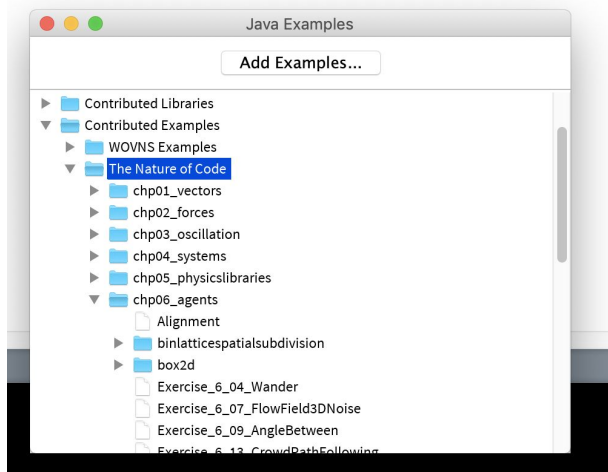 Java Examples
Add Examples...
Contributed Libraries
Contributed Examples
WOVNS Examples
The Nature of Code
chp01_vectors
chp02_forces
chp03_oscillation
chp04_systems
chp05_physicslibraries
chp06_agents
Alignment
binlatticespatialsubdivision
box2d
Exercise_6_04_Wander
Exercise_6_07_FlowField3DNoise
Exercise_6_09_AngleBetween
Exercise_6_13_CrowdPathFollowing